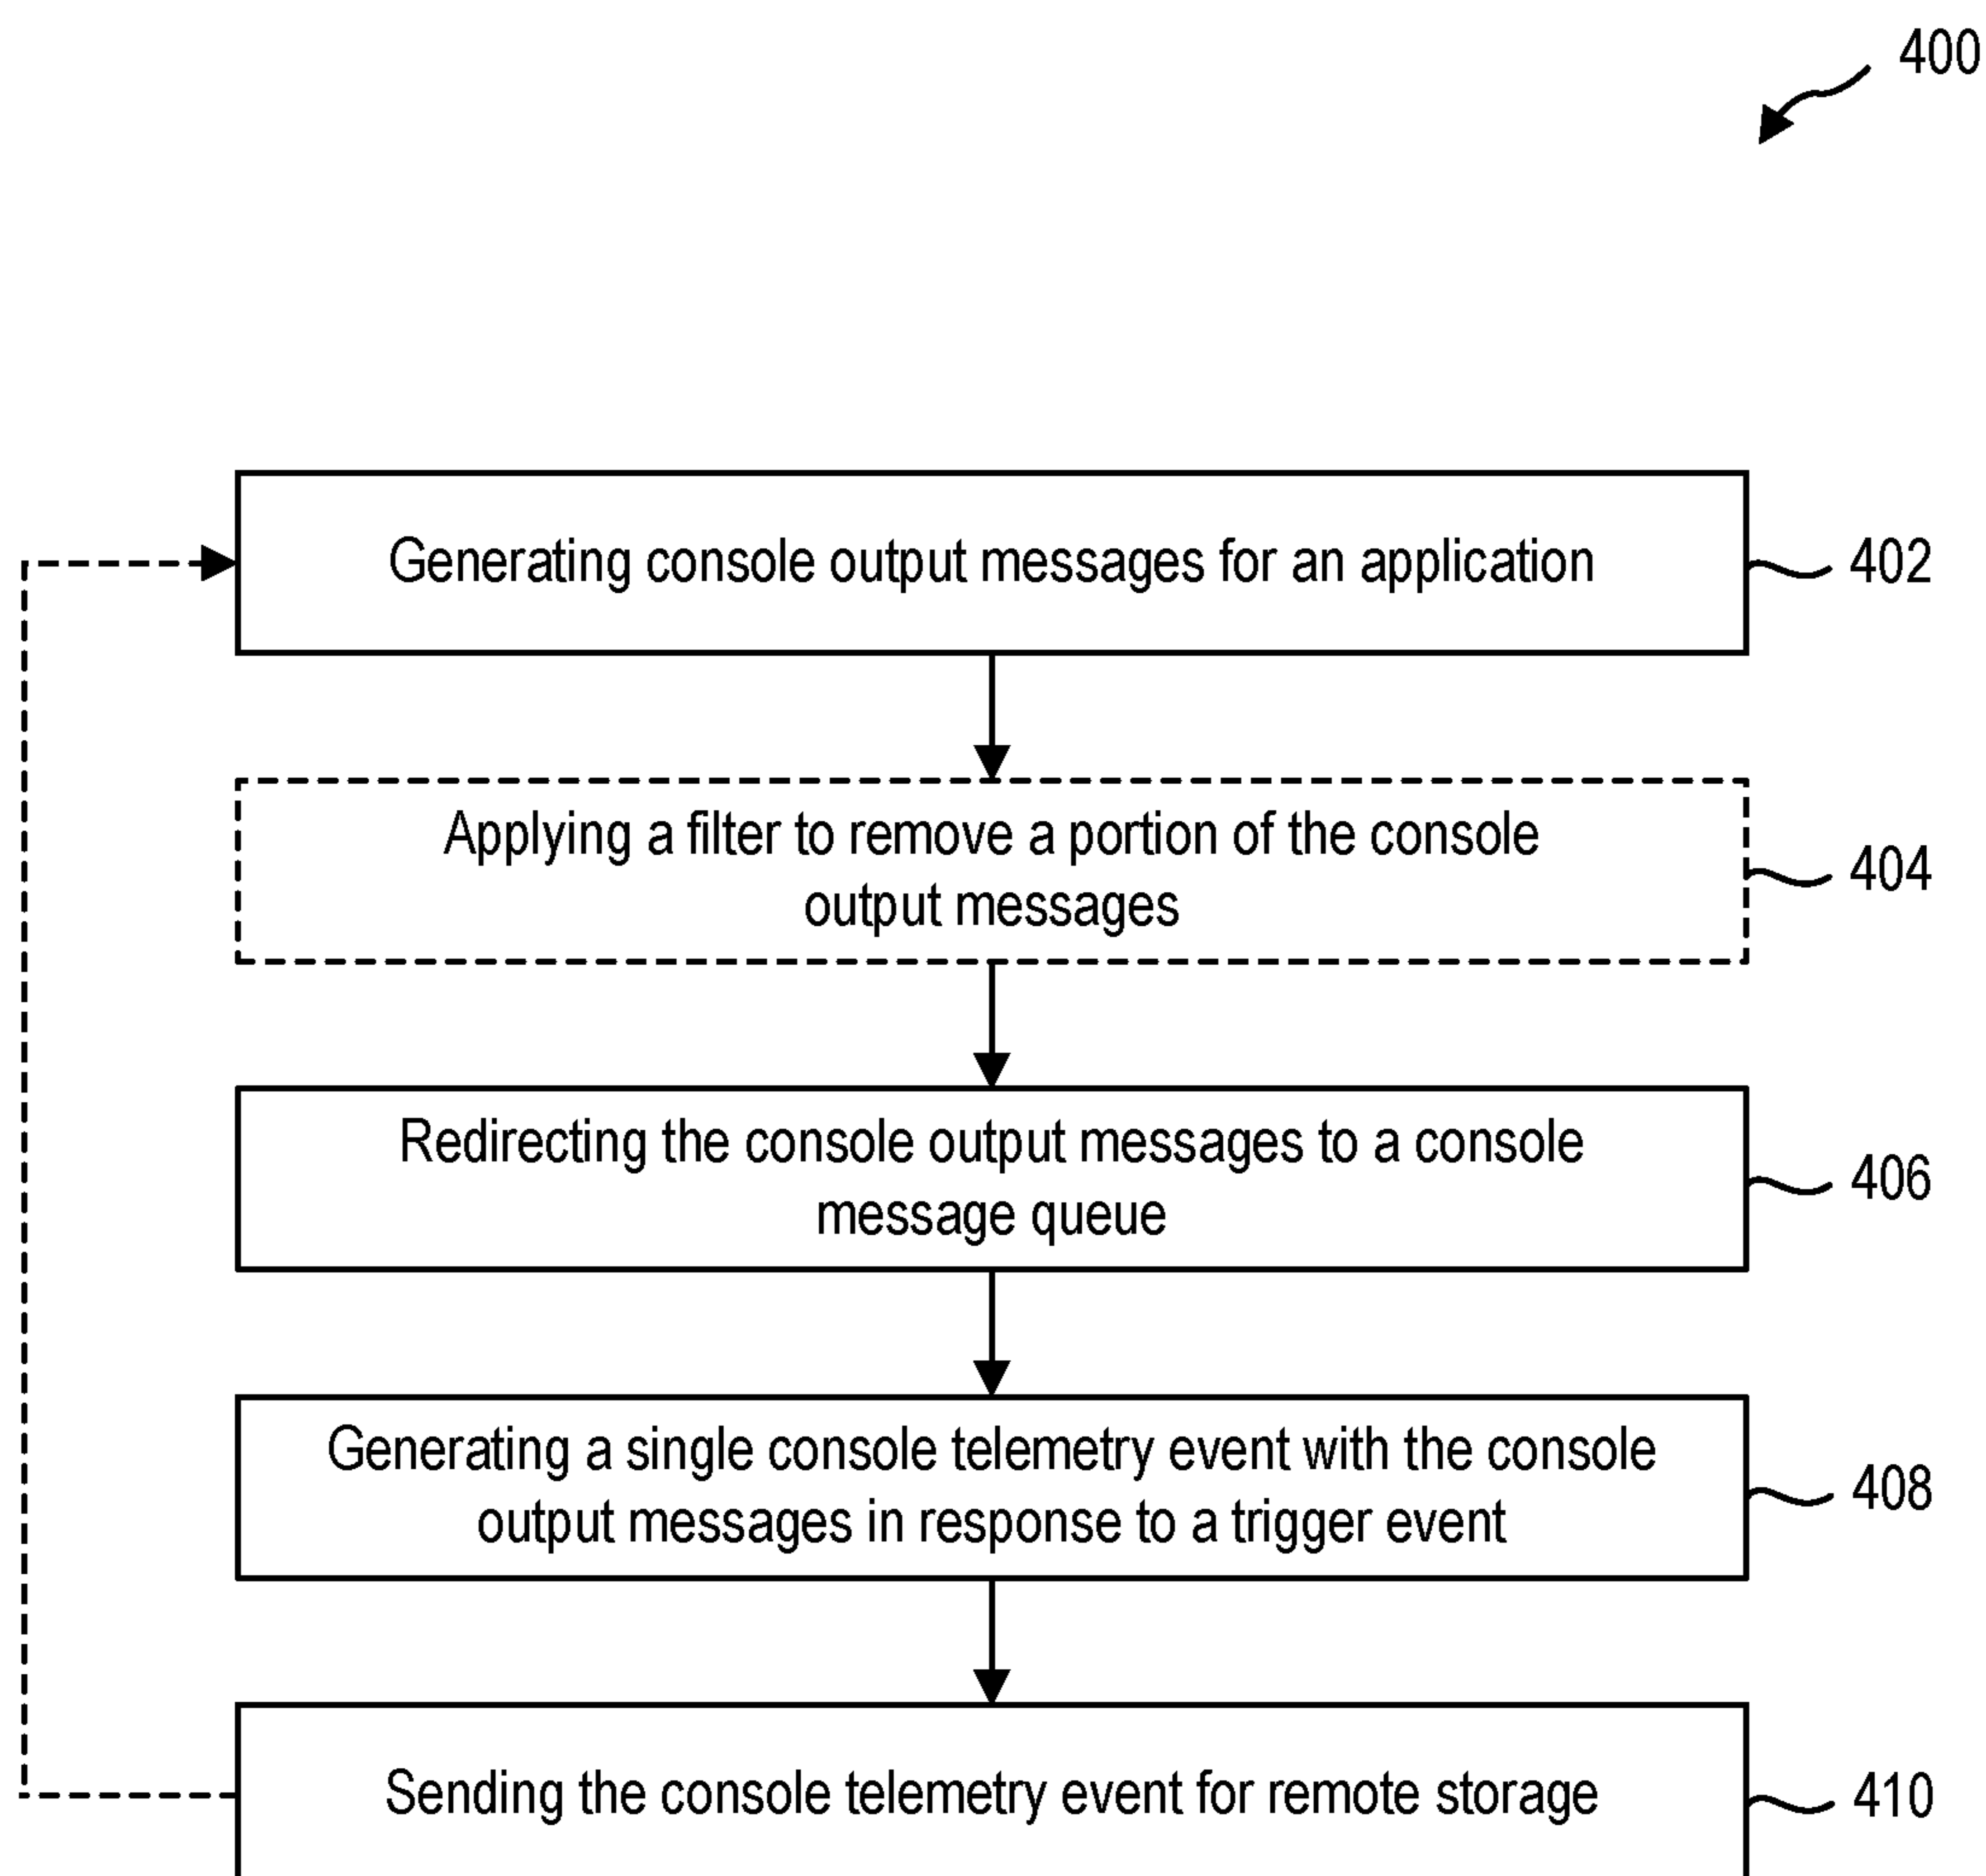 400
Generating console output messages for an application
402
Applying a filter to remove a portion of the console
output messages
404
Redirecting the console output messages to a console
message queue
406
Generating a single console telemetry event with the console
output messages in response to a trigger event
408
Sending the console telemetry event for remote storage
410